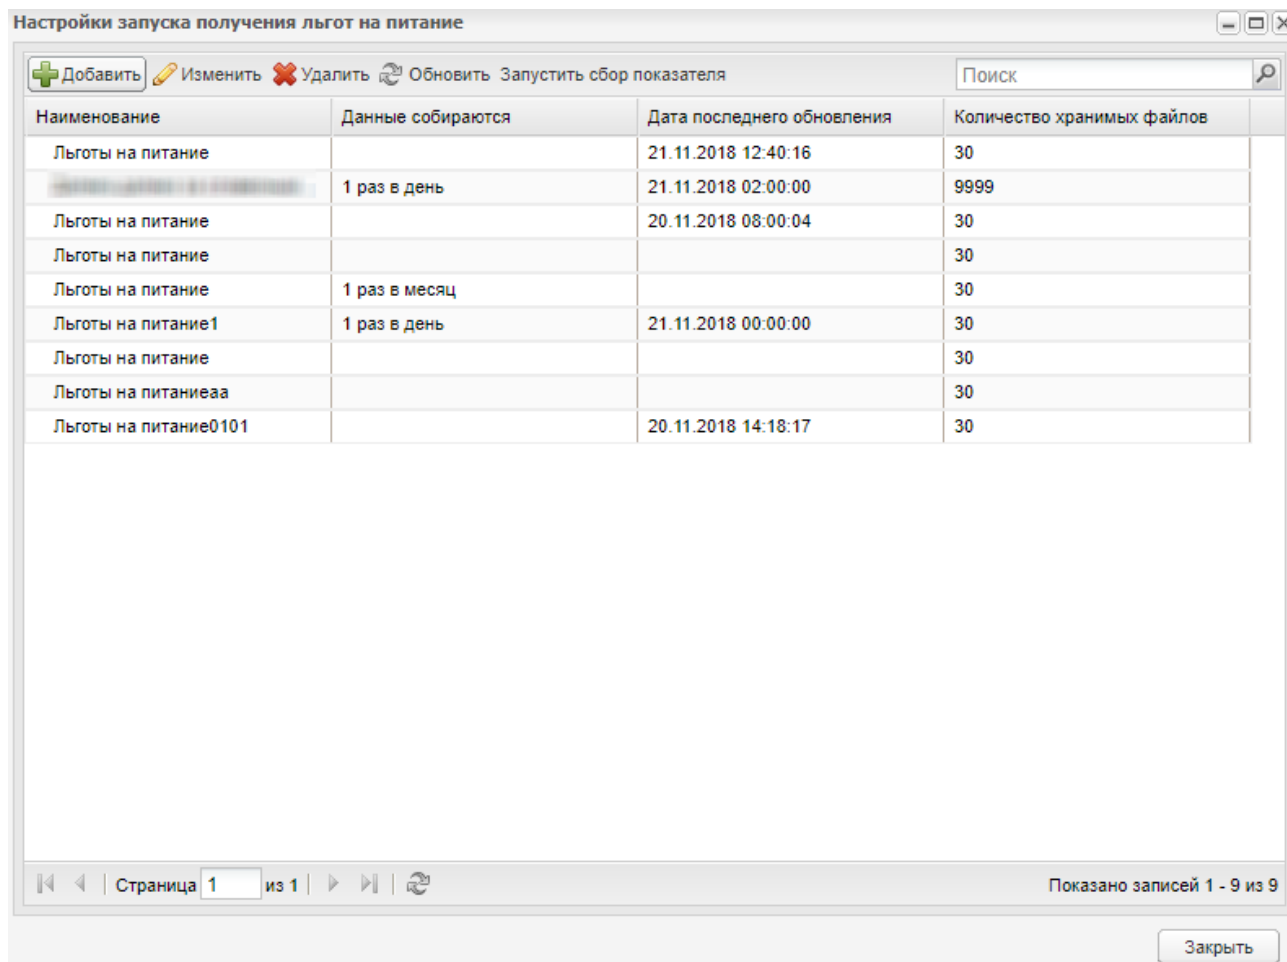 Настройки запуска получения льгот на питание
Добавить Изменить Удалить Обновить Запустить сбор показателя Поиск
Наименование Данные собираются Дата последнего обновления Количество хранимых файлов
Льготы на питание 21.11.2018 12:40:16 30
1 раз в день 21.11.2018 02:00:00 9999
Льготы на питание 20.11.2018 08:00:04 30
Льготы на питание 30
Льготы на питание 1 раз в месяц 30
Льготы на питание1 1 раз в день 21.11.2018 00:00:00 30
Льготы на питание 30
Льготы на питаниеаа 30
Льготы на питание0101 20.11.2018 14:18:17 30
Страница 1 из 1 Показано записей 1 - 9 из 9
Закрыть